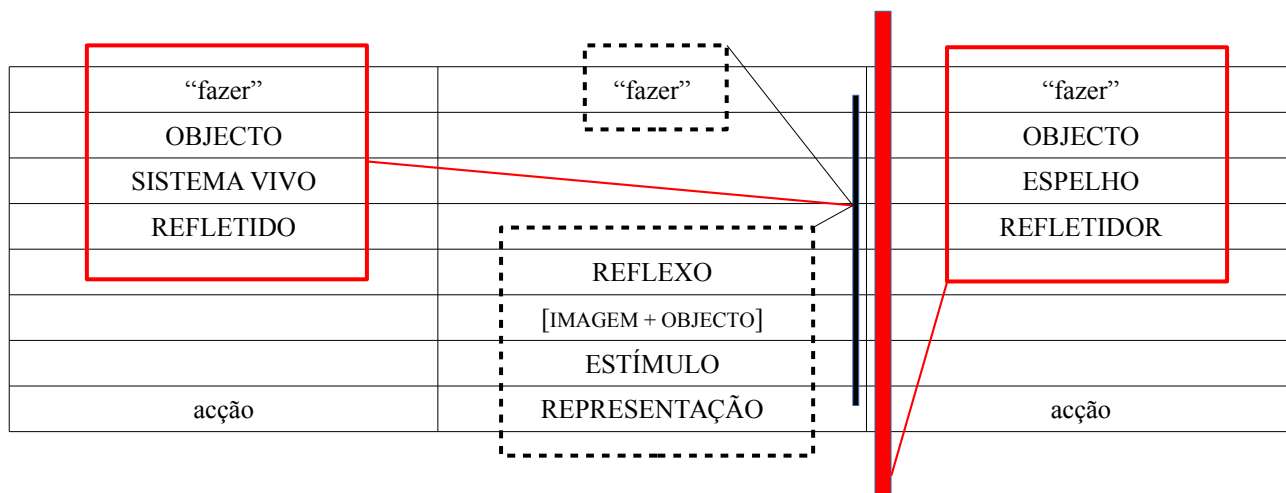 “fazer” “fazer” “fazer”
OBJECTO OBJECTO
SISTEMA VIVO ESPELHO
REFLETIDO REFLETIDOR
REFLEXO
[IMAGEM + OBJECTO]
ESTÍMULO
acção REPRESENTAÇÃO acção